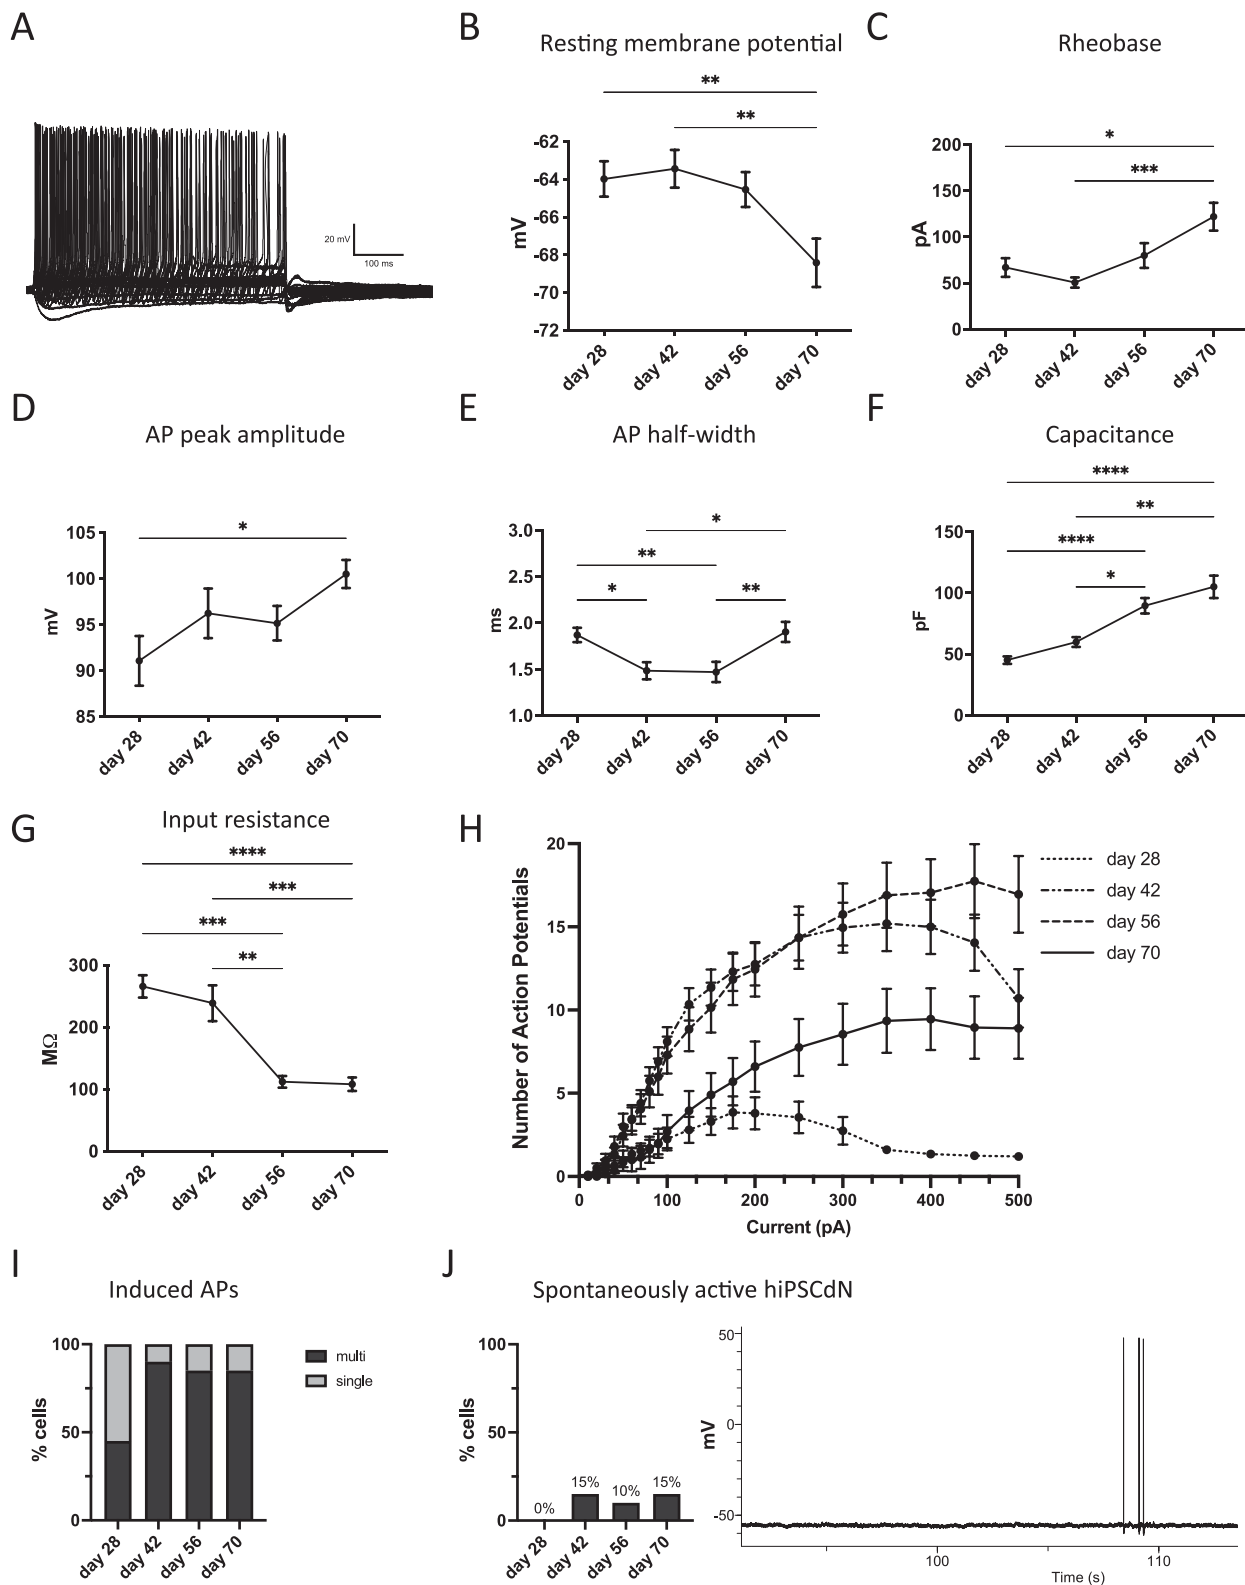 A
20 mV
100 ms
B
Resting membrane potential
**
**
-62
-64
-66
-68
-70
-72
mV
day 28
day 42
day 56
day 70
C
Rheobase
*
***
200
150
100
50
0
pA
day 28
day 42
day 56
day 70
D
AP peak amplitude
*
105
100
95
90
85
mV
day 28
day 42
day 56
day 70
E
AP half-width
*
**
*
**
3.0
2.5
2.0
1.5
1.0
ms
day 28
day 42
day 56
day 70
F
Capacitance
****
**
****
*
150
100
50
0
pF
day 28
day 42
day 56
day 70
G
Input resistance
****
***
***
**
300
200
100
0
MΩ
day 28
day 42
day 56
day 70
H
20
15
10
5
0
Number of Action Potentials
0
100
200
300
400
500
Current (pA)
day 28
day 42
day 56
day 70
I
Induced APs
100
50
0
% cells
day 28
day 42
day 56
day 70
multi
single
J
Spontaneously active hiPSCdN
100
50
0
% cells
0%
15%
10%
15%
day 28
day 42
day 56
day 70
50
0
-50
mV
100
110
Time (s)